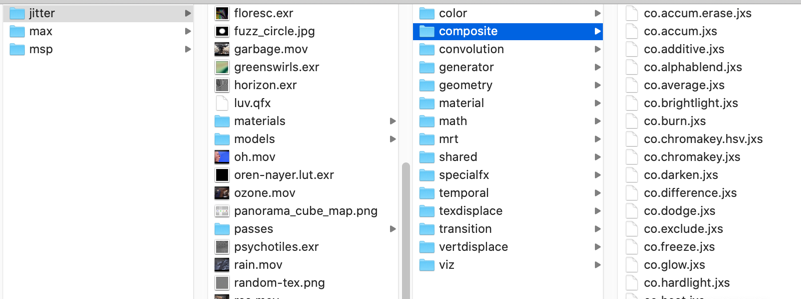 jitter
max
msp
floresc.exr
fuzz_circle.jpg
garbage.mov
greenswirls.exr
horizon.exr
luv.qfx
materials
models
oh.mov
oren-nayer.lut.exr
ozone.mov
panorama_cube_map.png
passes
psychotiles.exr
rain.mov
random-tex.png
color
composite
convolution
generator
geometry
material
math
mrt
shared
specialfx
temporal
texdisplace
transition
vertdisplace
viz
co.accum.erase.jxs
co.accum.jxs
co.additive.jxs
co.alphablend.jxs
co.average.jxs
co.brightlight.jxs
co.burn.jxs
co.chromakey.hsv.jxs
co.chromakey.jxs
co.darken.jxs
co.difference.jxs
co.dodge.jxs
co.exclude.jxs
co.freeze.jxs
co.glow.jxs
co.hardlight.jxs